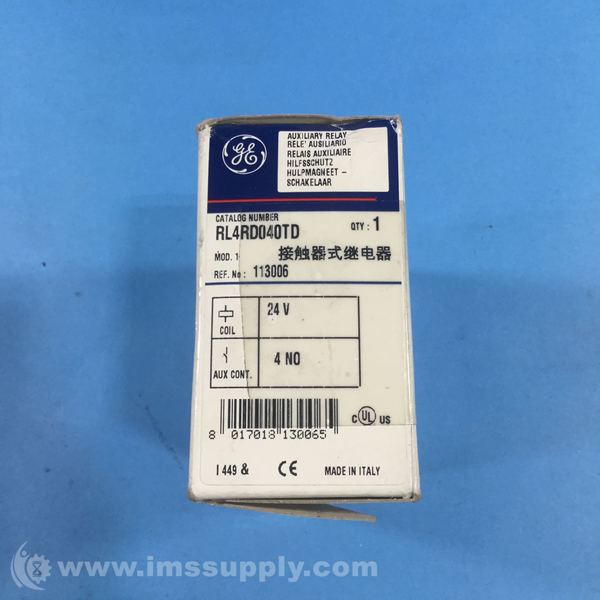 GE
AUXILIARY RELAY
RELE' AUSILIARIO
RELAIS AUXILIAIRE
HILFSSCHUTZ
HULPMAGNEET -
SCHAKELAAR
CATALOG NUMBER
RL4RD040TD QTY : 1
MOD. 1 接触器式继电器
REF. No : 113006
COIL 24 V
AUX CONT. 4 NO
C UL US
8 017018 130065
I 449 & CE MADE IN ITALY
www.imssupply.com